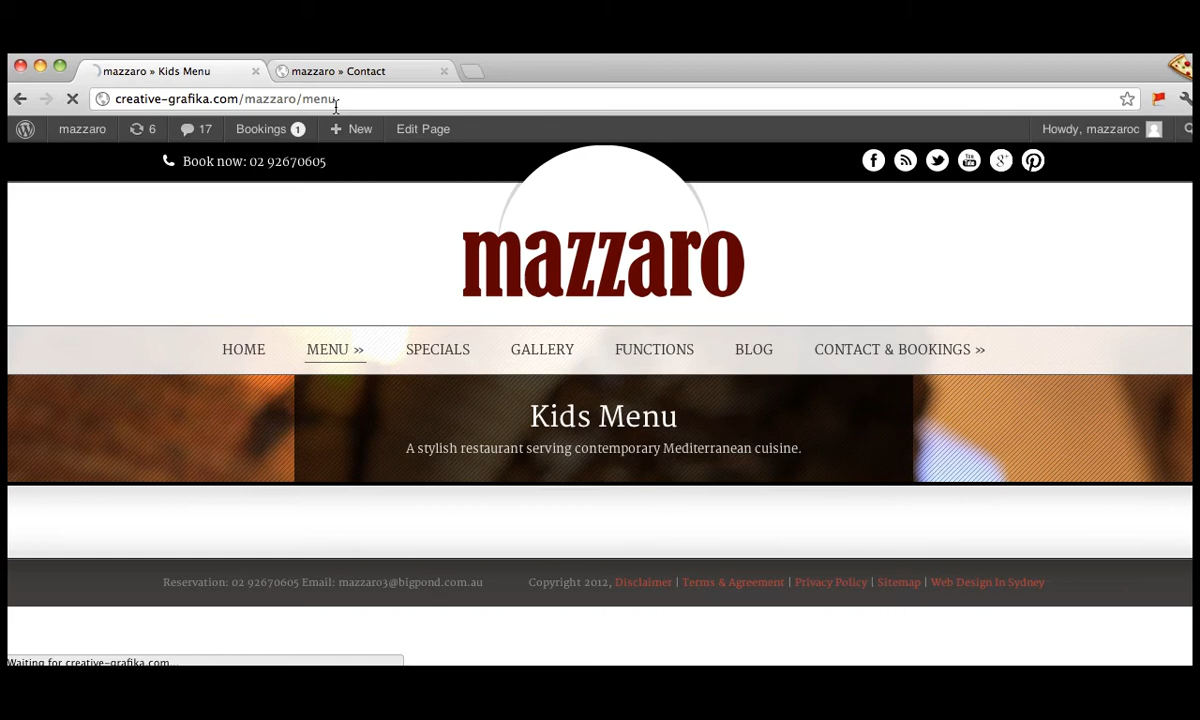 mazzaro » Kids Menu
mazzaro » Contact
creative-grafika.com/mazzaro/menu
mazzaro 6 17 Bookings 1 + New Edit Page Howdy, mazzaroc
Book now: 02 92670605
mazzaro
HOME MENU » SPECIALS GALLERY FUNCTIONS BLOG CONTACT & BOOKINGS »
Kids Menu
A stylish restaurant serving contemporary Mediterranean cuisine.
Reservation: 02 92670605 Email: mazzaro3@bigpond.com.au Copyright 2012, Disclaimer | Terms & Agreement | Privacy Policy | Sitemap | Web Design In Sydney
Waiting for creative-grafika.com...